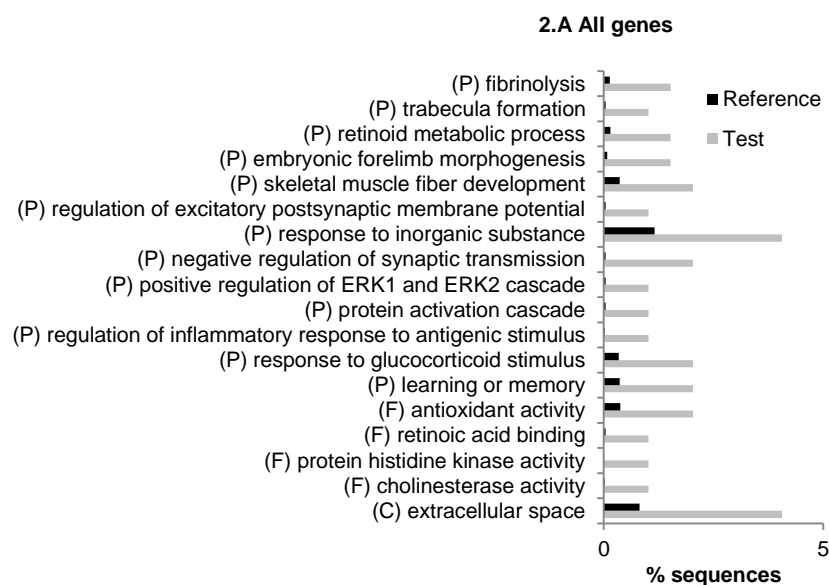 2.A All genes
(P) fibrinolysis
(P) trabecula formation
(P) retinoid metabolic process
(P) embryonic forelimb morphogenesis
(P) skeletal muscle fiber development
(P) regulation of excitatory postsynaptic membrane potential
(P) response to inorganic substance
(P) negative regulation of synaptic transmission
(P) positive regulation of ERK1 and ERK2 cascade
(P) protein activation cascade
(P) regulation of inflammatory response to antigenic stimulus
(P) response to glucocorticoid stimulus
(P) learning or memory
(F) antioxidant activity
(F) retinoic acid binding
(F) protein histidine kinase activity
(F) cholinesterase activity
(C) extracellular space
Reference
Test
0 5
% sequences